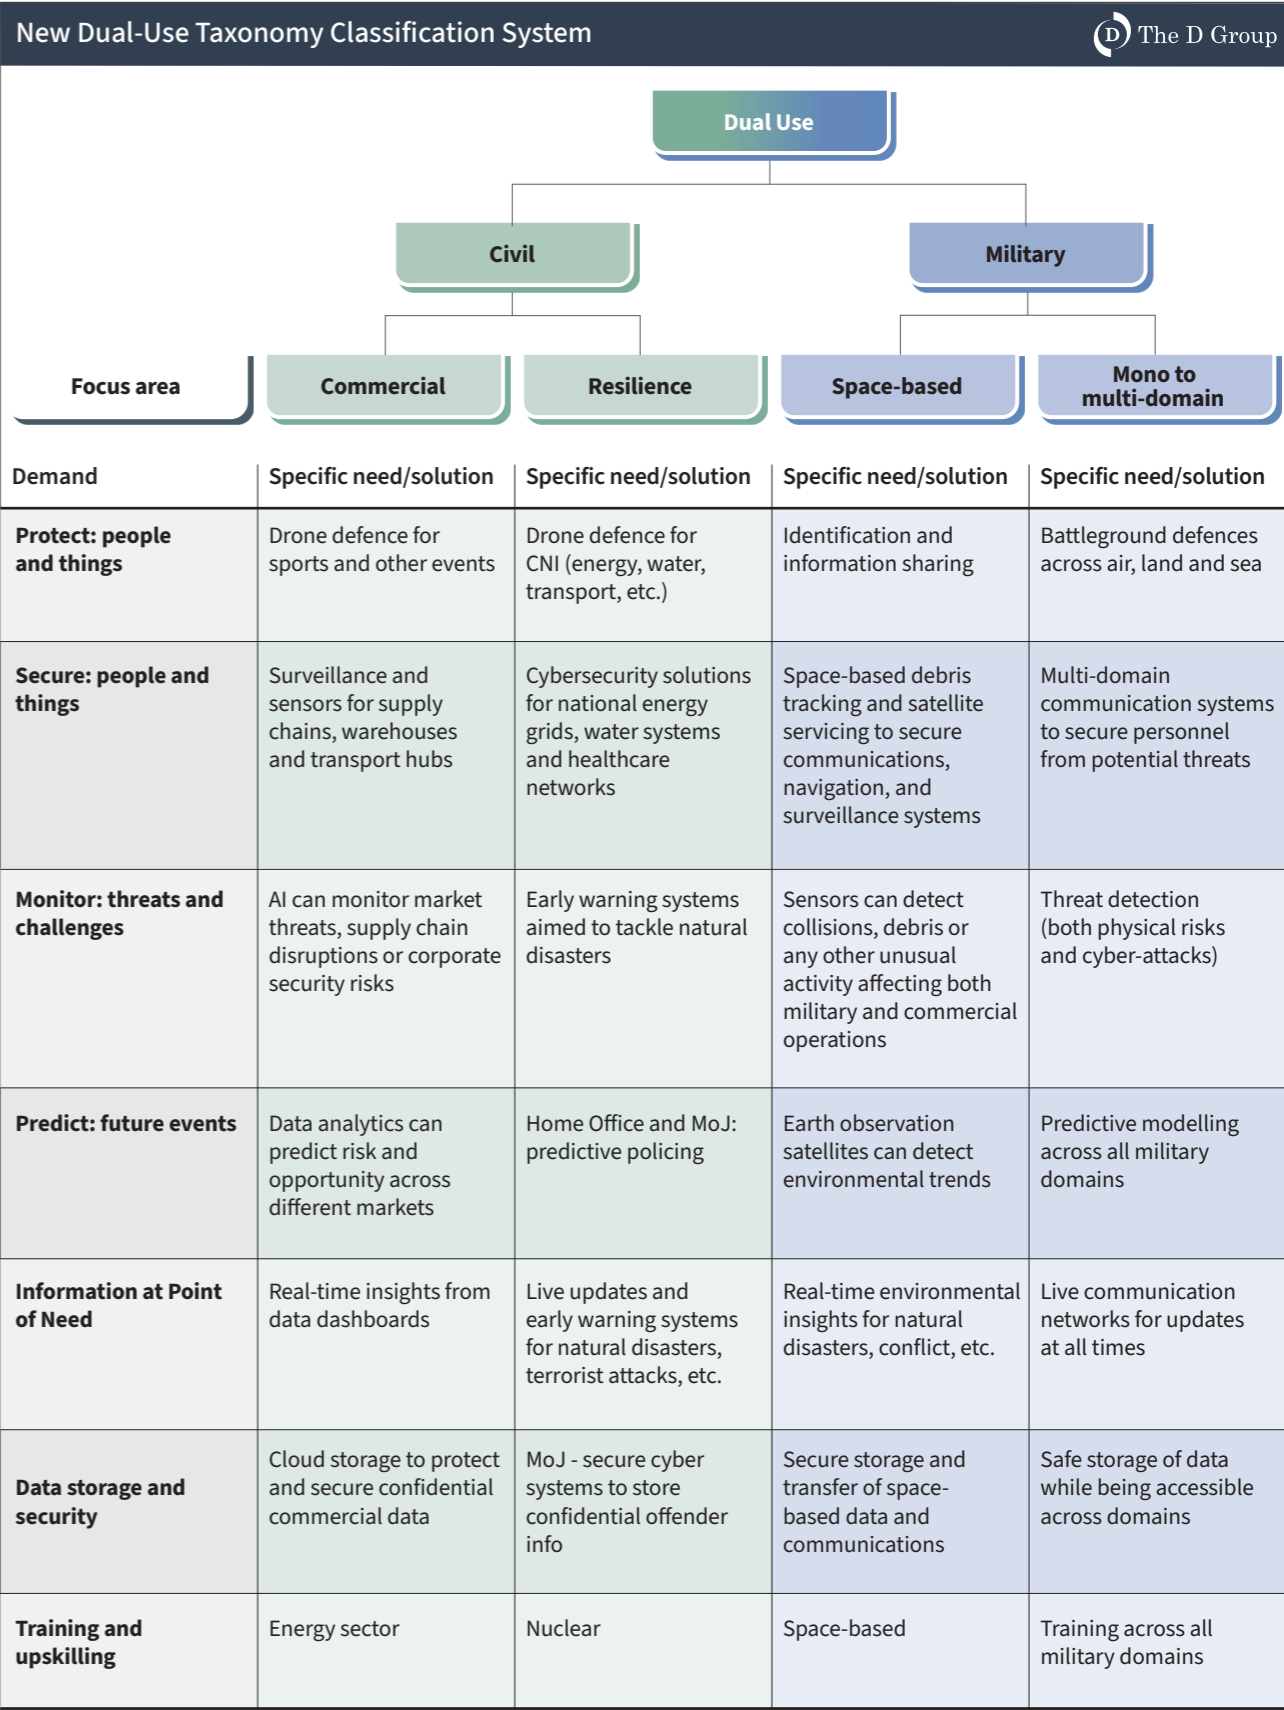 New Dual-Use Taxonomy Classification System
D The D Group
Dual Use
Civil
Military
Focus area
Commercial
Resilience
Space-based
Mono to
multi-domain
Demand
Specific need/solution
Specific need/solution
Specific need/solution
Specific need/solution
Protect: people
and things
Drone defence for
sports and other events
Drone defence for
CNI (energy, water,
transport, etc.)
Identification and
information sharing
Battleground defences
across air, land and sea
Secure: people and
things
Surveillance and
sensors for supply
chains, warehouses
and transport hubs
Cybersecurity solutions
for national energy
grids, water systems
and healthcare
networks
Space-based debris
tracking and satellite
servicing to secure
communications,
navigation, and
surveillance systems
Multi-domain
communication systems
to secure personnel
from potential threats
Monitor: threats and
challenges
AI can monitor market
threats, supply chain
disruptions or corporate
security risks
Early warning systems
aimed to tackle natural
disasters
Sensors can detect
collisions, debris or
any other unusual
activity affecting both
military and commercial
operations
Threat detection
(both physical risks
and cyber-attacks)
Predict: future events
Data analytics can
predict risk and
opportunity across
different markets
Home Office and MoJ:
predictive policing
Earth observation
satellites can detect
environmental trends
Predictive modelling
across all military
domains
Information at Point
of Need
Real-time insights from
data dashboards
Live updates and
early warning systems
for natural disasters,
terrorist attacks, etc.
Real-time environmental
insights for natural
disasters, conflict, etc.
Live communication
networks for updates
at all times
Data storage and
security
Cloud storage to protect
and secure confidential
commercial data
MoJ - secure cyber
systems to store
confidential offender
info
Secure storage and
transfer of space-
based data and
communications
Safe storage of data
while being accessible
across domains
Training and
upskilling
Energy sector
Nuclear
Space-based
Training across all
military domains